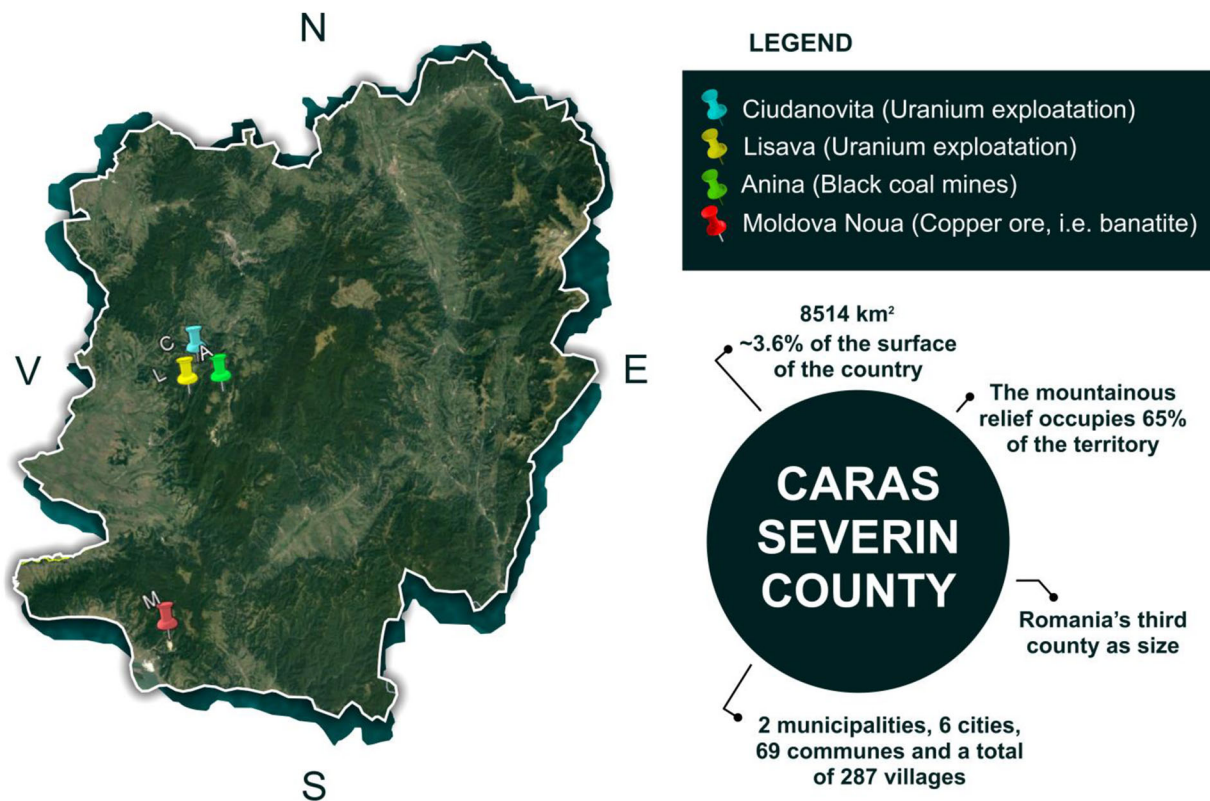 N
V
E
S
C
A
L
M
LEGEND
Ciudanovita (Uranium exploatation)
Lisava (Uranium exploatation)
Anina (Black coal mines)
Moldova Noua (Copper ore, i.e. banatite)
8514 km²
~3.6% of the surface
of the country
The mountainous
relief occupies 65%
of the territory
CARAS
SEVERIN
COUNTY
Romania's third
county as size
2 municipalities, 6 cities,
69 communes and a total
of 287 villages